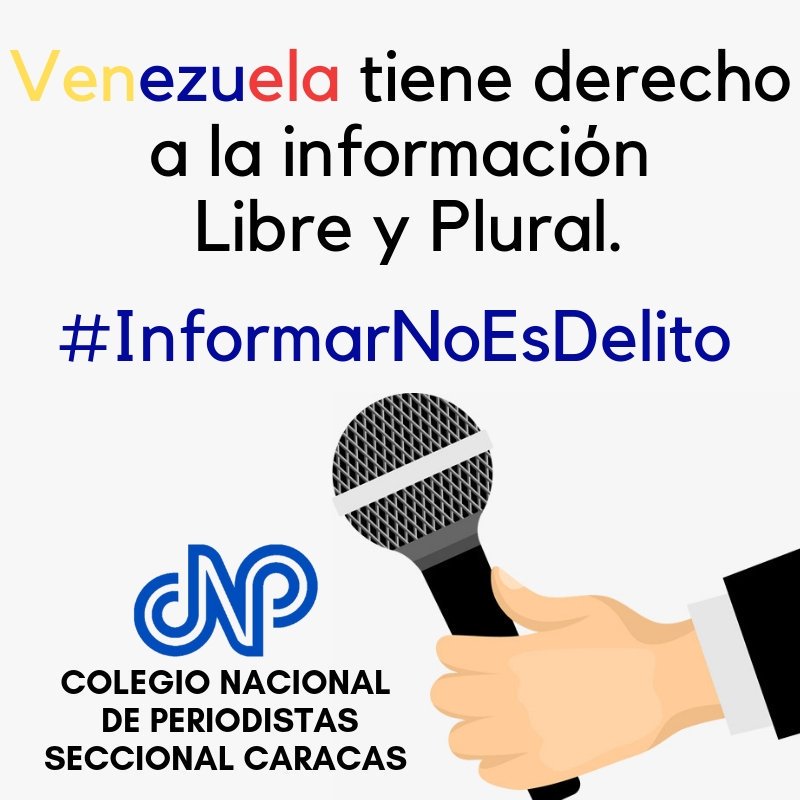 Venezuela tiene derecho
a la información
Libre y Plural.
#InformarNoEsDelito
CNP
COLEGIO NACIONAL
DE PERIODISTAS
SECCIONAL CARACAS